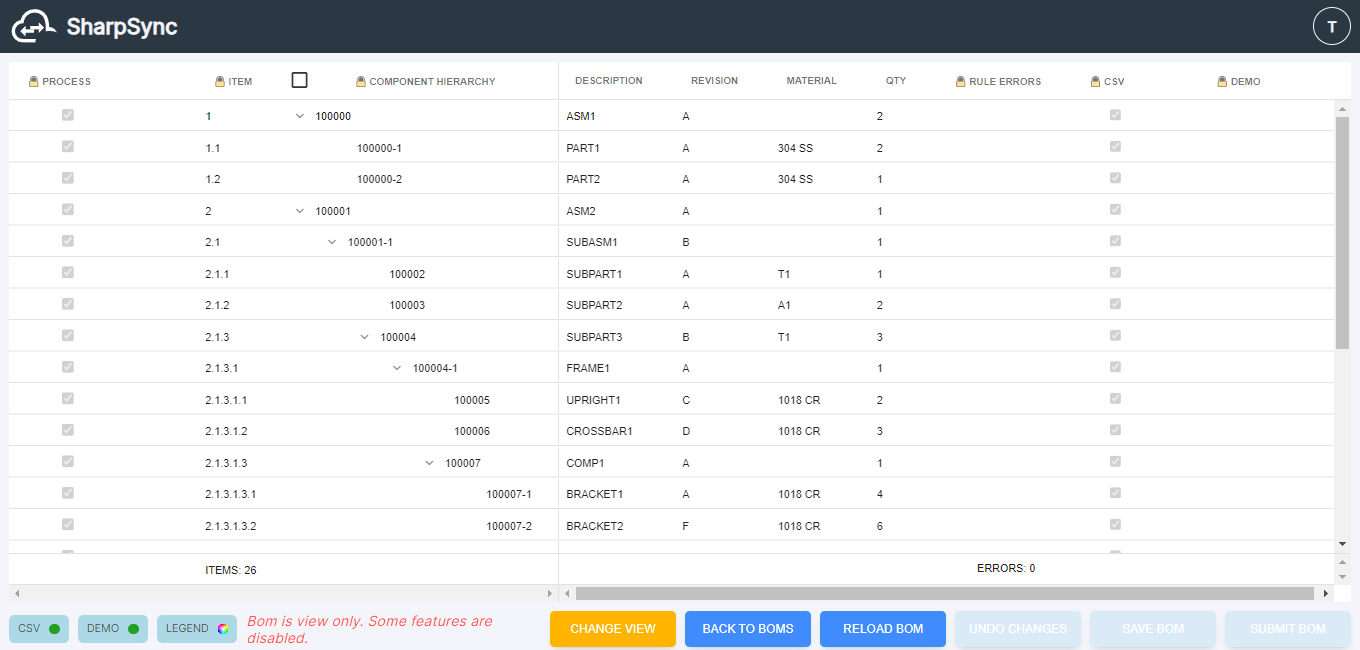 SharpSync
T
PROCESS ITEM COMPONENT HIERARCHY DESCRIPTION REVISION MATERIAL QTY RULE ERRORS CSV DEMO
1 100000 ASM1 A 2
1.1 100000-1 PART1 A 304 SS 2
1.2 100000-2 PART2 A 304 SS 1
2 100001 ASM2 A 1
2.1 100001-1 SUBASM1 B 1
2.1.1 100002 SUBPART1 A T1 1
2.1.2 100003 SUBPART2 A A1 2
2.1.3 100004 SUBPART3 B T1 3
2.1.3.1 100004-1 FRAME1 A 1
2.1.3.1.1 100005 UPRIGHT1 C 1018 CR 2
2.1.3.1.2 100006 CROSSBAR1 D 1018 CR 3
2.1.3.1.3 100007 COMP1 A 1
2.1.3.1.3.1 100007-1 BRACKET1 A 1018 CR 4
2.1.3.1.3.2 100007-2 BRACKET2 F 1018 CR 6
ITEMS: 26 ERRORS: 0
CSV DEMO LEGEND
Bom is view only. Some features are
disabled.
CHANGE VIEW BACK TO BOMS RELOAD BOM UNDO CHANGES SAVE BOM SUBMIT BOM